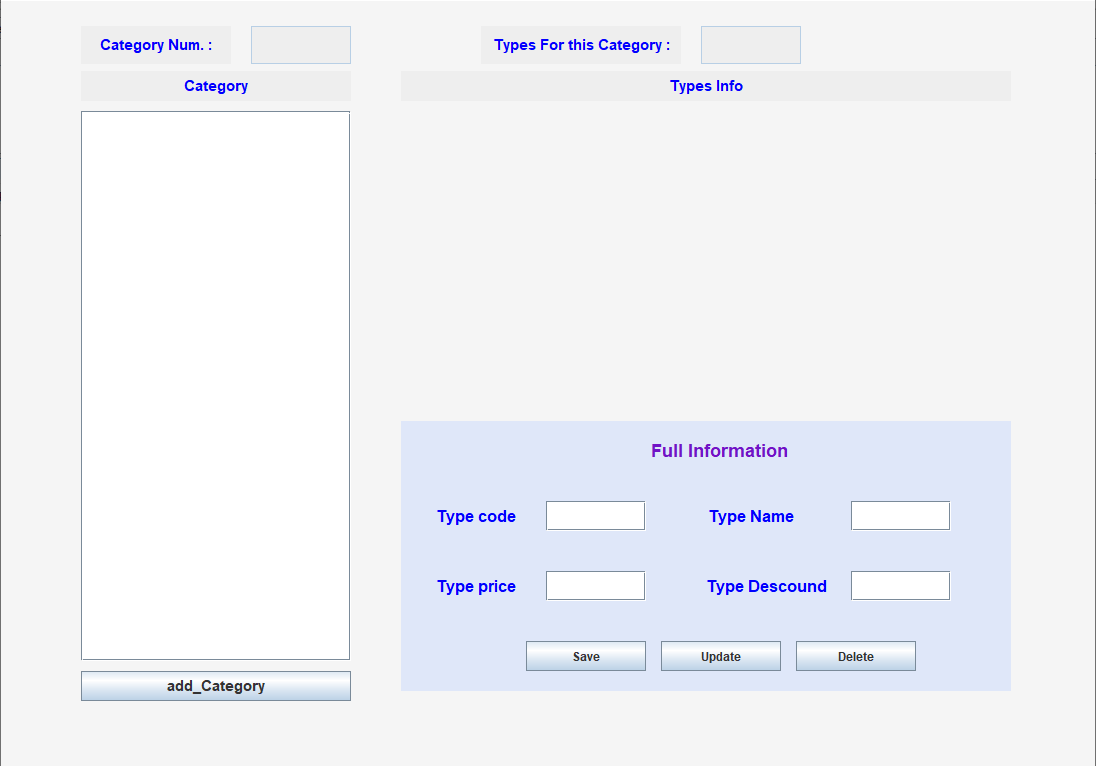 Category Num. :
Types For this Category :
Category
Types Info
Full Information
Type code
Type Name
Type price
Type Descound
Save
Update
Delete
add_Category